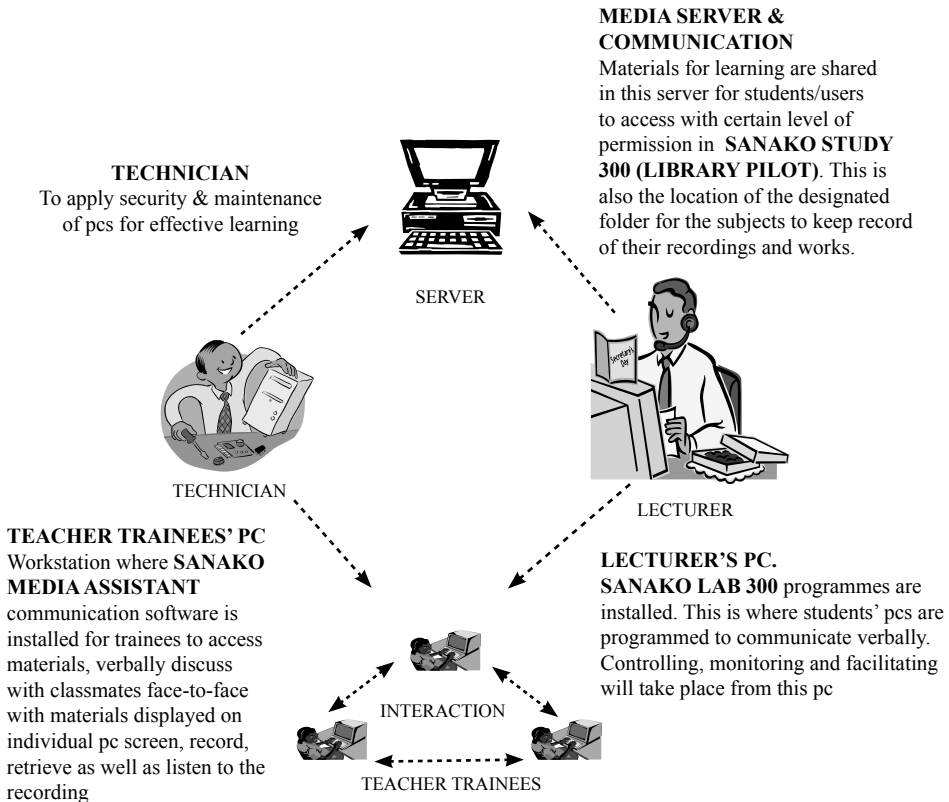 MEDIA SERVER &
COMMUNICATION
Materials for learning are shared
in this server for students/users
to access with certain level of
permission in SANAKO STUDY
300 (LIBRARY PILOT). This is
also the location of the designated
folder for the subjects to keep record
of their recordings and works.
TECHNICIAN
To apply security & maintenance
of pcs for effective learning
SERVER
Secretary's
Day
TECHNICIAN
LECTURER
TEACHER TRAINEES' PC
Workstation where SANAKO
MEDIA ASSISTANT
communication software is
installed for trainees to access
materials, verbally discuss
with classmates face-to-face
with materials displayed on
individual pc screen, record,
retrieve as well as listen to the
recording
LECTURER'S PC.
SANAKO LAB 300 programmes are
installed. This is where students' pcs are
programmed to communicate verbally.
Controlling, monitoring and facilitating
will take place from this pc
INTERACTION
TEACHER TRAINEES